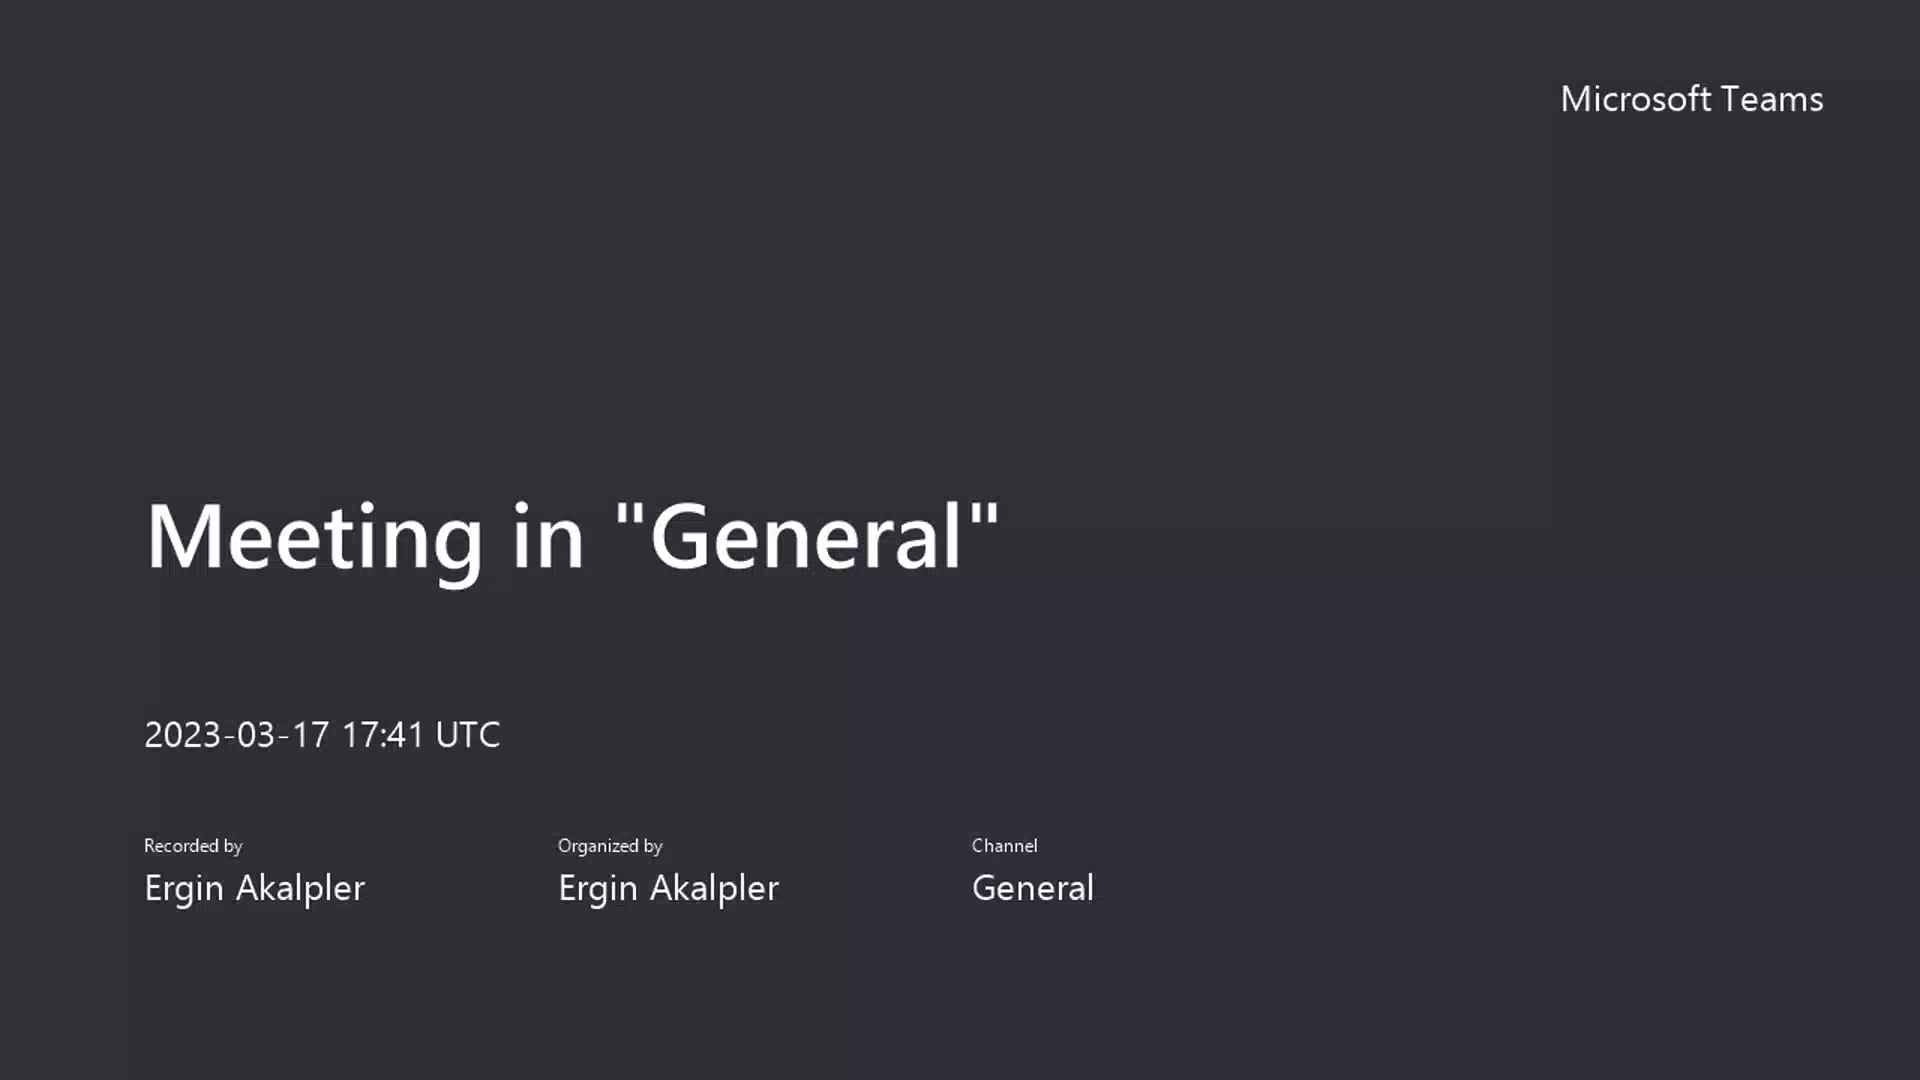 Microsoft Teams
Meeting in "General"
2023-03-17 17:41 UTC
Recorded by
Ergin Akalpler
Organized by
Ergin Akalpler
Channel
General